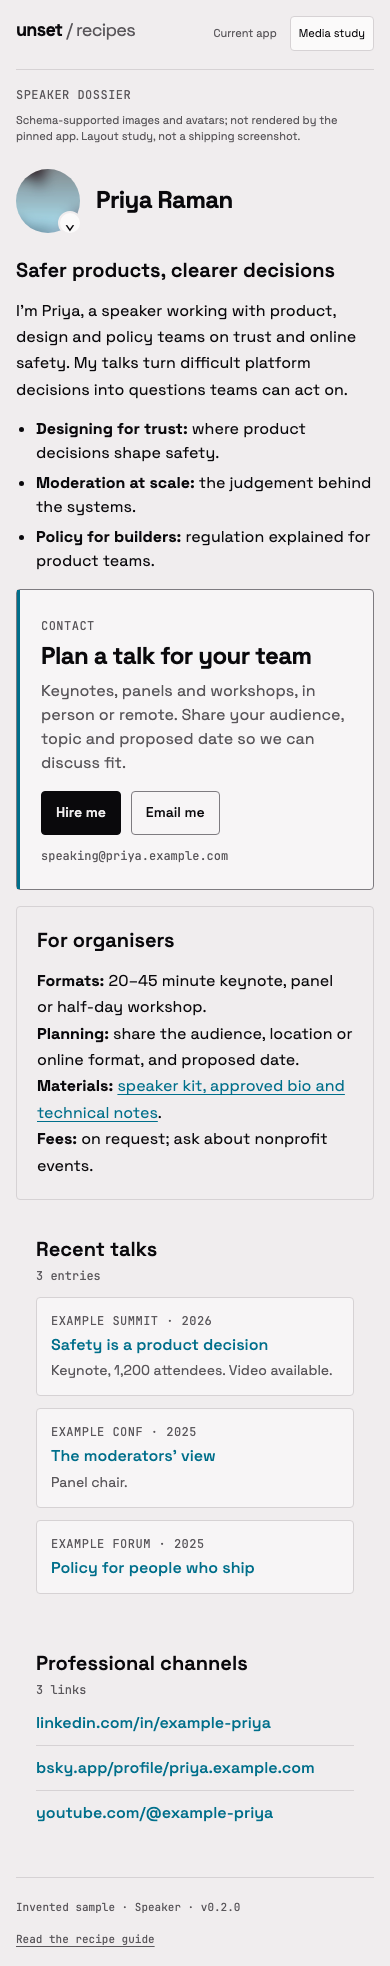 unset / recipes
Current app
Media study
SPEAKER DOSSIER
Schema-supported images and avatars; not rendered by the
pinned app. Layout study, not a shipping screenshot.
Priya Raman
Safer products, clearer decisions
I'm Priya, a speaker working with product,
design and policy teams on trust and online
safety. My talks turn difficult platform
decisions into questions teams can act on.
• Designing for trust: where product
decisions shape safety.
• Moderation at scale: the judgement behind
the systems.
• Policy for builders: regulation explained for
product teams.
CONTACT
Plan a talk for your team
Keynotes, panels and workshops, in
person or remote. Share your audience,
topic and proposed date so we can
discuss fit.
Hire me
Email me
speaking@priya.example.com
For organisers
Formats: 20–45 minute keynote, panel
or half-day workshop.
Planning: share the audience, location or
online format, and proposed date.
Materials: speaker kit, approved bio and
technical notes.
Fees: on request; ask about nonprofit
events.
Recent talks
3 entries
EXAMPLE SUMMIT · 2026
Safety is a product decision
Keynote, 1,200 attendees. Video available.
EXAMPLE CONF · 2025
The moderators’ view
Panel chair.
EXAMPLE FORUM · 2025
Policy for people who ship
Professional channels
3 links
linkedin.com/in/example-priya
bsky.app/profile/priya.example.com
youtube.com/@example-priya
Invented sample · Speaker · v0.2.0
Read the recipe guide